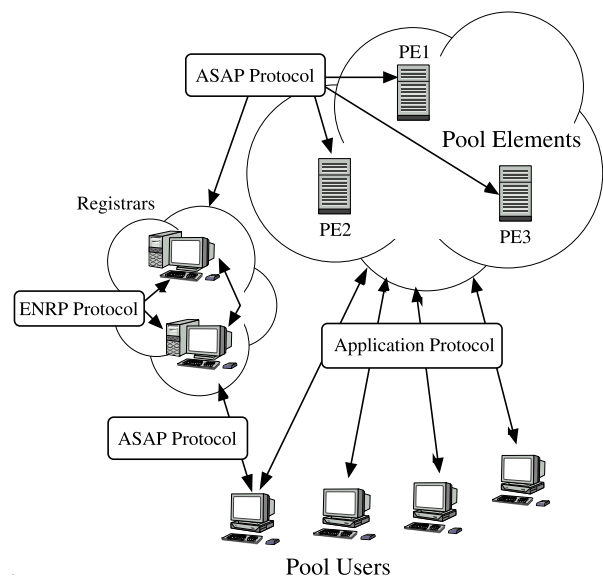 PE1
ASAP Protocol
Pool Elements
Registrars
PE2
PE3
ENRP Protocol
Application Protocol
ASAP Protocol
Pool Users